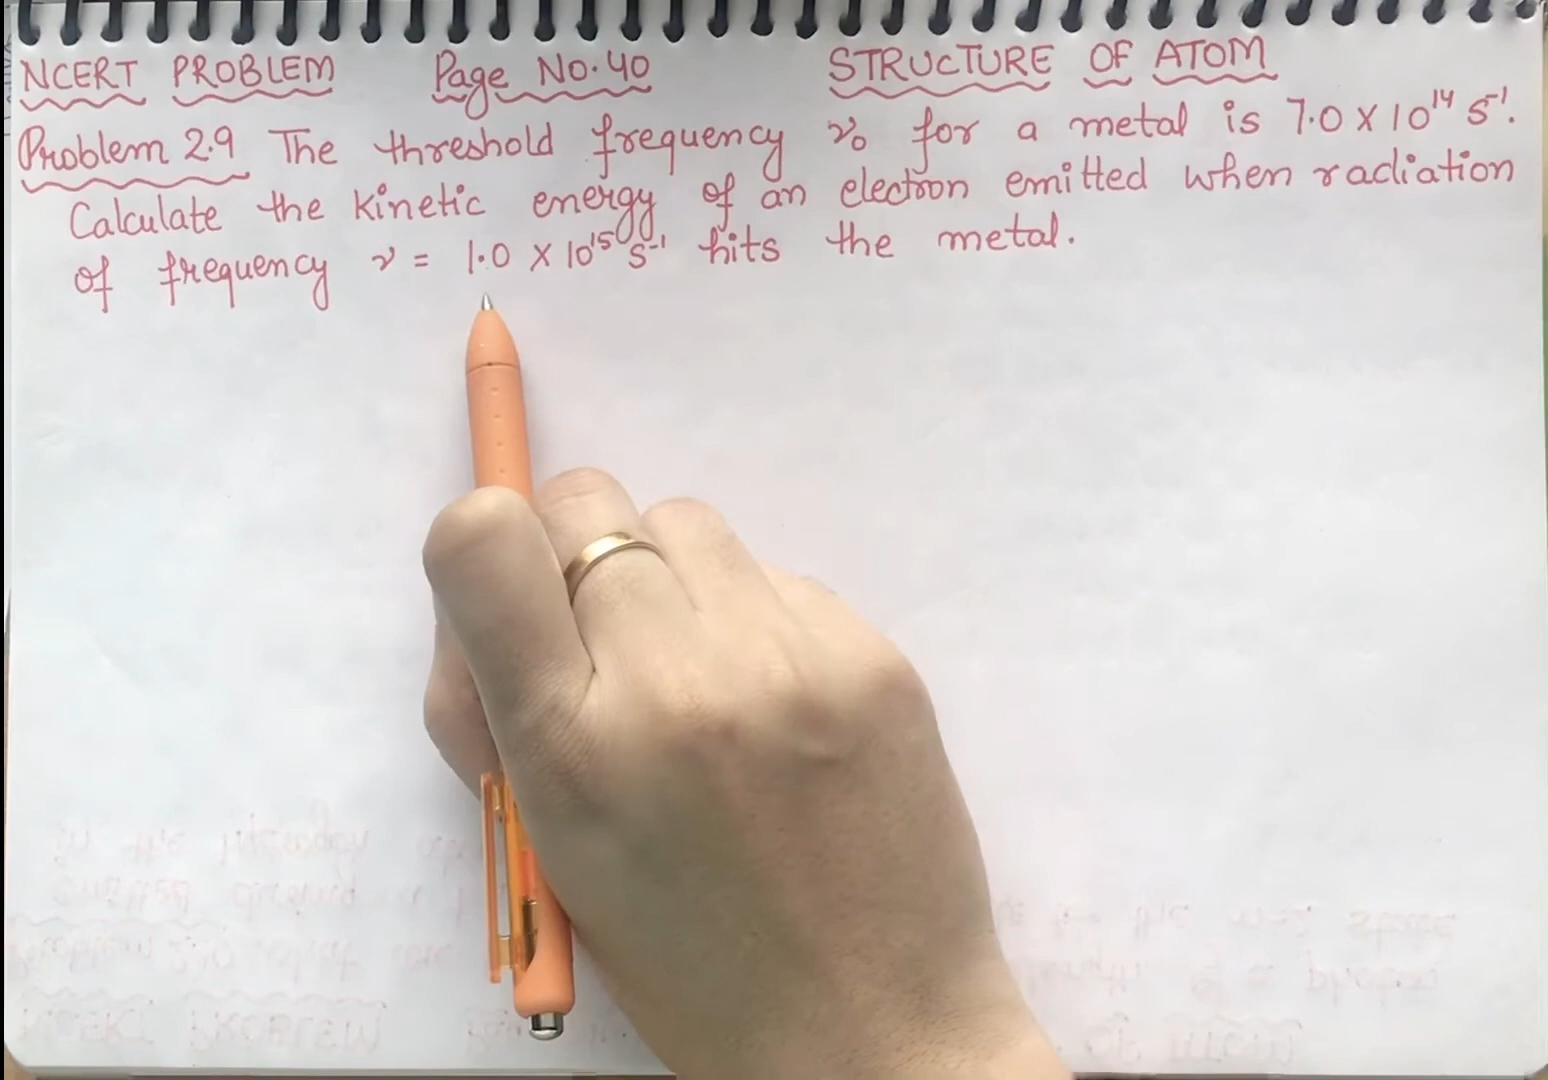 NCERT PROBLEM Page No. 40 STRUCTURE OF ATOM
Problem 2.9 The threshold frequency ν₀ for a metal is 7.0 × 10¹⁴ s⁻¹.
Calculate the kinetic energy of an electron emitted when radiation
of frequency ν = 1.0 × 10¹⁵ s⁻¹ hits the metal.